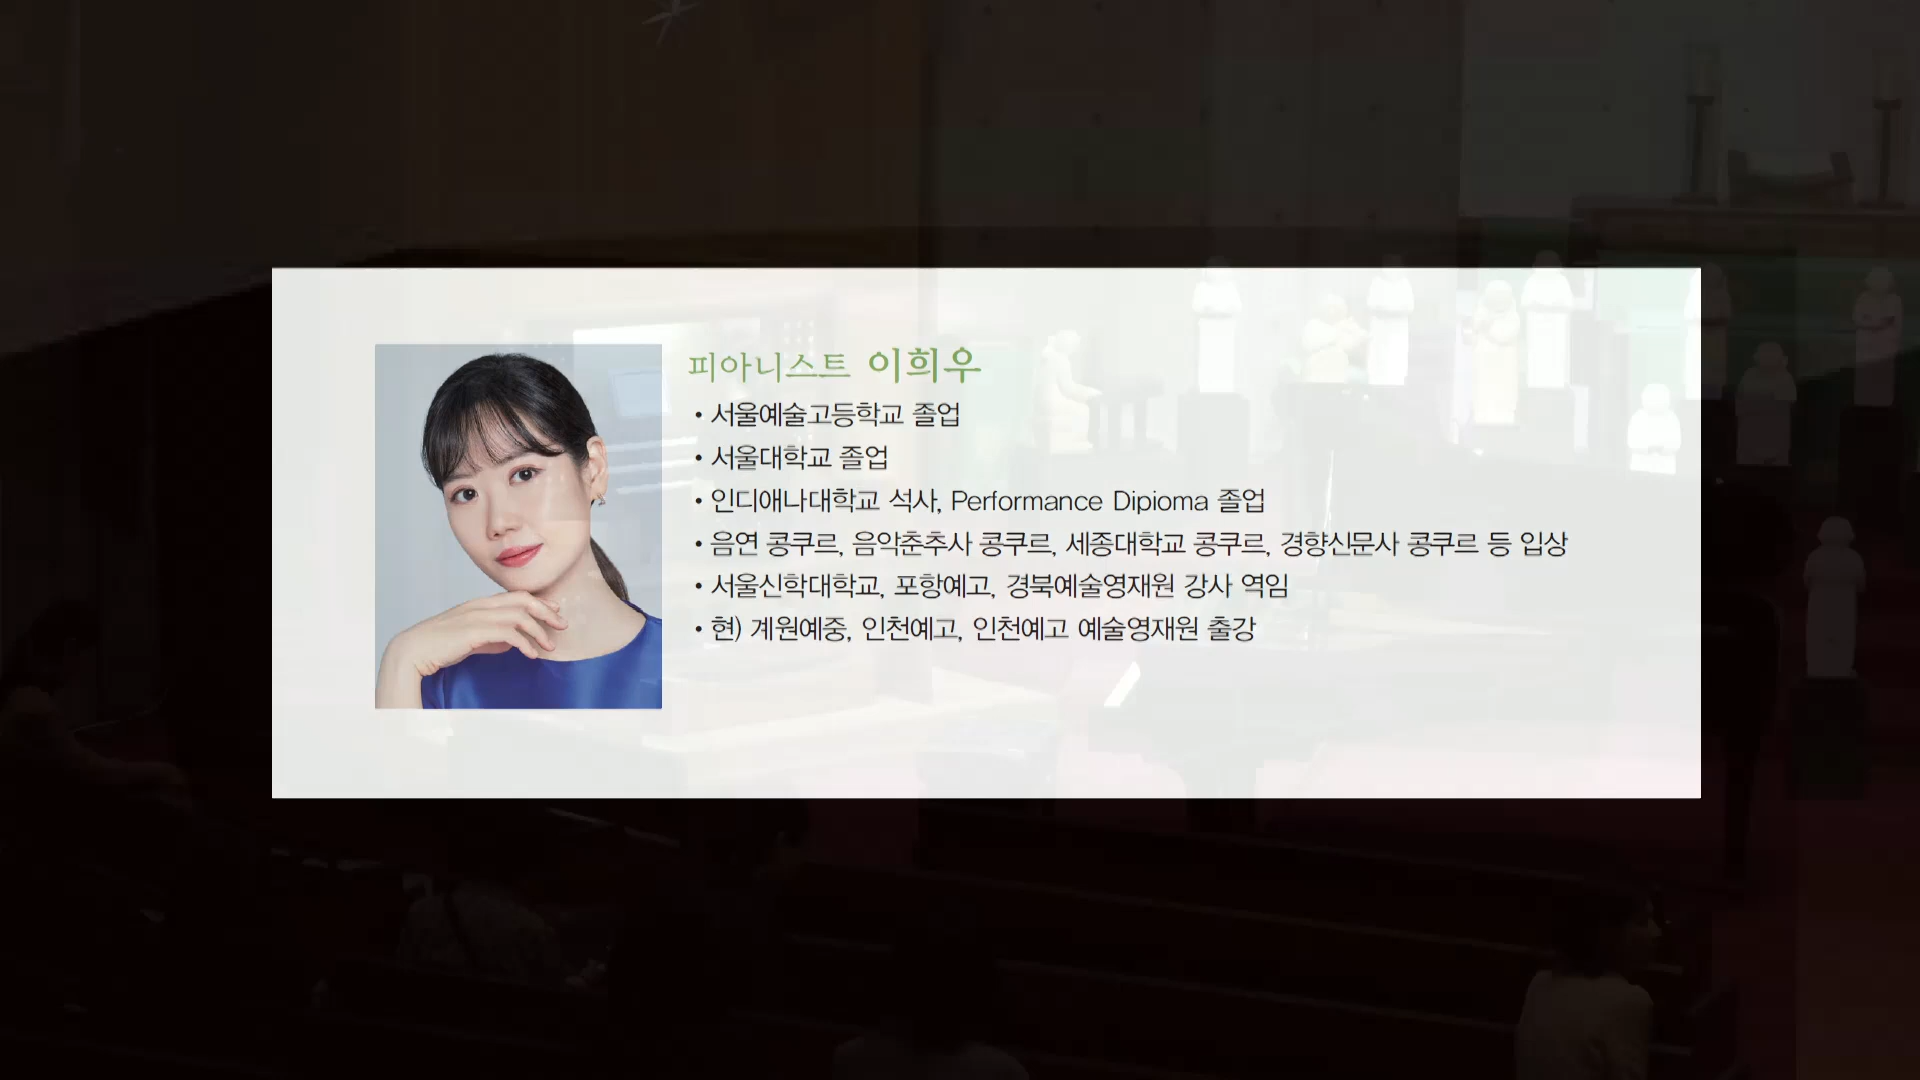 피아니스트 이희우
• 서울예술고등학교 졸업
• 서울대학교 졸업
• 인디애나대학교 석사, Performance Dipioma 졸업
• 음연 콩쿠르, 음악춘추사 콩쿠르, 세종대학교 콩쿠르, 경향신문사 콩쿠르 등 입상
• 서울신학대학교, 포항예고, 경북예술영재원 강사 역임
• 현) 계원예중, 인천예고, 인천예고 예술영재원 출강